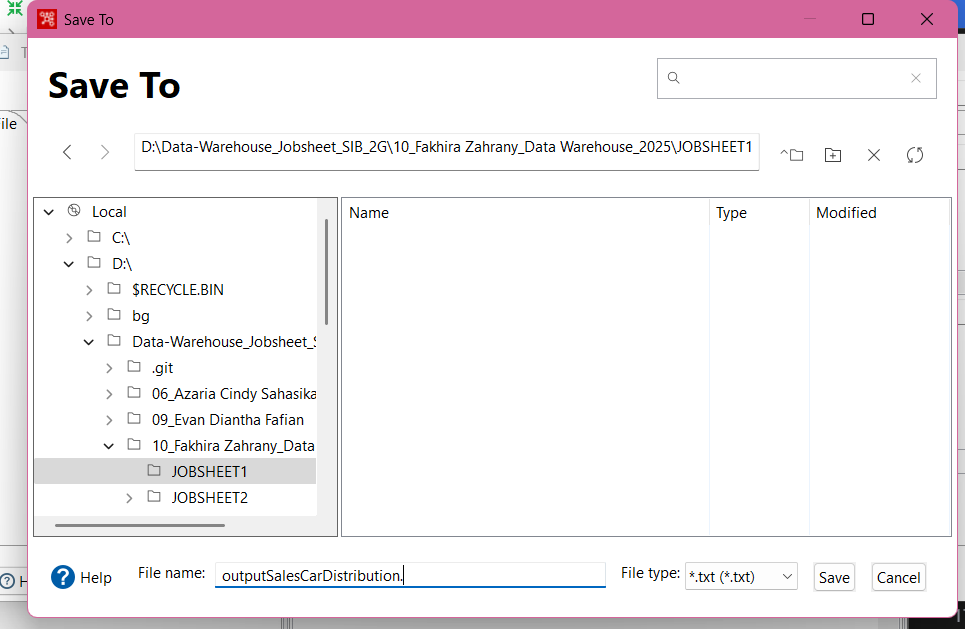 Save To
ile
Save To
D:\Data-Warehouse_Jobsheet_SIB_2G\10_Fakhira Zahrany_Data Warehouse_2025\JOBSHEET1
Local
C:\
D:\
$RECYCLE.BIN
bg
Data-Warehouse_Jobsheet_S
.git
06_Azaria Cindy Sahasika
09_Evan Diantha Fafian
10_Fakhira Zahrany_Data
JOBSHEET1
JOBSHEET2
Name Type Modified
Help File name: outputSalesCarDistribution. File type: *.txt (*.txt) Save Cancel